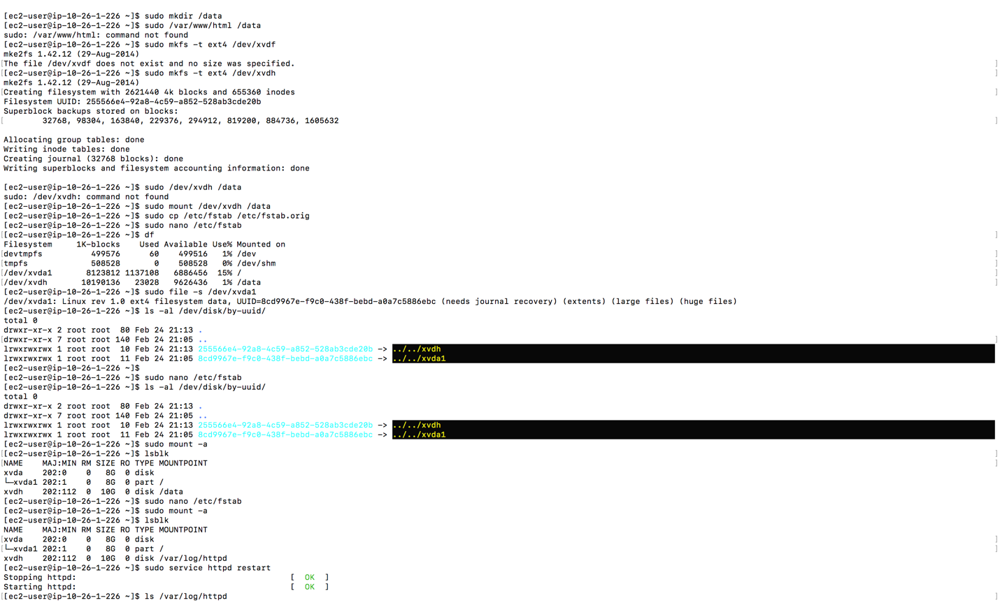 [ec2-user@ip-10-26-1-226 ~]$ sudo mkdir /data
[ec2-user@ip-10-26-1-226 ~]$ sudo /var/www/html /data
sudo: /var/www/html: command not found
[ec2-user@ip-10-26-1-226 ~]$ sudo mkfs -t ext4 /dev/xvdf
mke2fs 1.42.12 (29-Aug-2014)
[The file /dev/xvdf does not exist and no size was specified. ]
[[ec2-user@ip-10-26-1-226 ~]$ sudo mkfs -t ext4 /dev/xvdh ]
mke2fs 1.42.12 (29-Aug-2014)
[Creating filesystem with 2621440 4k blocks and 655360 inodes ]
Filesystem UUID: 255566e4-92a8-4c59-a852-528ab3cde20b
Superblock backups stored on blocks:
[ 32768, 98304, 163840, 229376, 294912, 819200, 884736, 1605632 ]
Allocating group tables: done
Writing inode tables: done
Creating journal (32768 blocks): done
Writing superblocks and filesystem accounting information: done
[ec2-user@ip-10-26-1-226 ~]$ sudo /dev/xvdh /data
sudo: /dev/xvdh: command not found
[ec2-user@ip-10-26-1-226 ~]$ sudo mount /dev/xvdh /data
[ec2-user@ip-10-26-1-226 ~]$ sudo cp /etc/fstab /etc/fstab.orig
[ec2-user@ip-10-26-1-226 ~]$ sudo nano /etc/fstab
[[ec2-user@ip-10-26-1-226 ~]$ df ]
Filesystem 1K-blocks Used Available Use% Mounted on
[devtmpfs 499576 60 499516 1% /dev ]
[tmpfs 508528 0 508528 0% /dev/shm ]
[/dev/xvda1 8123812 1137108 6886456 15% / ]
[/dev/xvdh 10190136 23028 9626436 1% /data ]
[ec2-user@ip-10-26-1-226 ~]$ sudo file -s /dev/xvda1
/dev/xvda1: Linux rev 1.0 ext4 filesystem data, UUID=8cd9967e-f9c0-438f-bebd-a0a7c5886ebc (needs journal recovery) (extents) (large files) (huge files)
[ec2-user@ip-10-26-1-226 ~]$ ls -al /dev/disk/by-uuid/
total 0
drwxr-xr-x 2 root root 80 Feb 24 21:13 .
[drwxr-xr-x 7 root root 140 Feb 24 21:05 .. ]
lrwxrwxrwx 1 root root 10 Feb 24 21:13 255566e4-92a8-4c59-a852-528ab3cde20b -> ../../xvdh
lrwxrwxrwx 1 root root 11 Feb 24 21:05 8cd9967e-f9c0-438f-bebd-a0a7c5886ebc -> ../../xvda1
[ec2-user@ip-10-26-1-226 ~]$
[ec2-user@ip-10-26-1-226 ~]$ sudo nano /etc/fstab
[ec2-user@ip-10-26-1-226 ~]$ ls -al /dev/disk/by-uuid/
total 0
drwxr-xr-x 2 root root 80 Feb 24 21:13 .
drwxr-xr-x 7 root root 140 Feb 24 21:05 ..
lrwxrwxrwx 1 root root 10 Feb 24 21:13 255566e4-92a8-4c59-a852-528ab3cde20b -> ../../xvdh
lrwxrwxrwx 1 root root 11 Feb 24 21:05 8cd9967e-f9c0-438f-bebd-a0a7c5886ebc -> ../../xvda1
[ec2-user@ip-10-26-1-226 ~]$ sudo mount -a
[[ec2-user@ip-10-26-1-226 ~]$ lsblk ]
[NAME MAJ:MIN RM SIZE RO TYPE MOUNTPOINT ]
xvda 202:0 0 8G 0 disk
└─xvda1 202:1 0 8G 0 part /
xvdh 202:112 0 10G 0 disk /data
[ec2-user@ip-10-26-1-226 ~]$ sudo nano /etc/fstab
[ec2-user@ip-10-26-1-226 ~]$ sudo mount -a
[ec2-user@ip-10-26-1-226 ~]$ lsblk
NAME MAJ:MIN RM SIZE RO TYPE MOUNTPOINT
[xvda 202:0 0 8G 0 disk ]
[└─xvda1 202:1 0 8G 0 part / ]
xvdh 202:112 0 10G 0 disk /var/log/httpd
[ec2-user@ip-10-26-1-226 ~]$ sudo service httpd restart
Stopping httpd: [ OK ]
Starting httpd: [ OK ]
[[ec2-user@ip-10-26-1-226 ~]$ ls /var/log/httpd ]